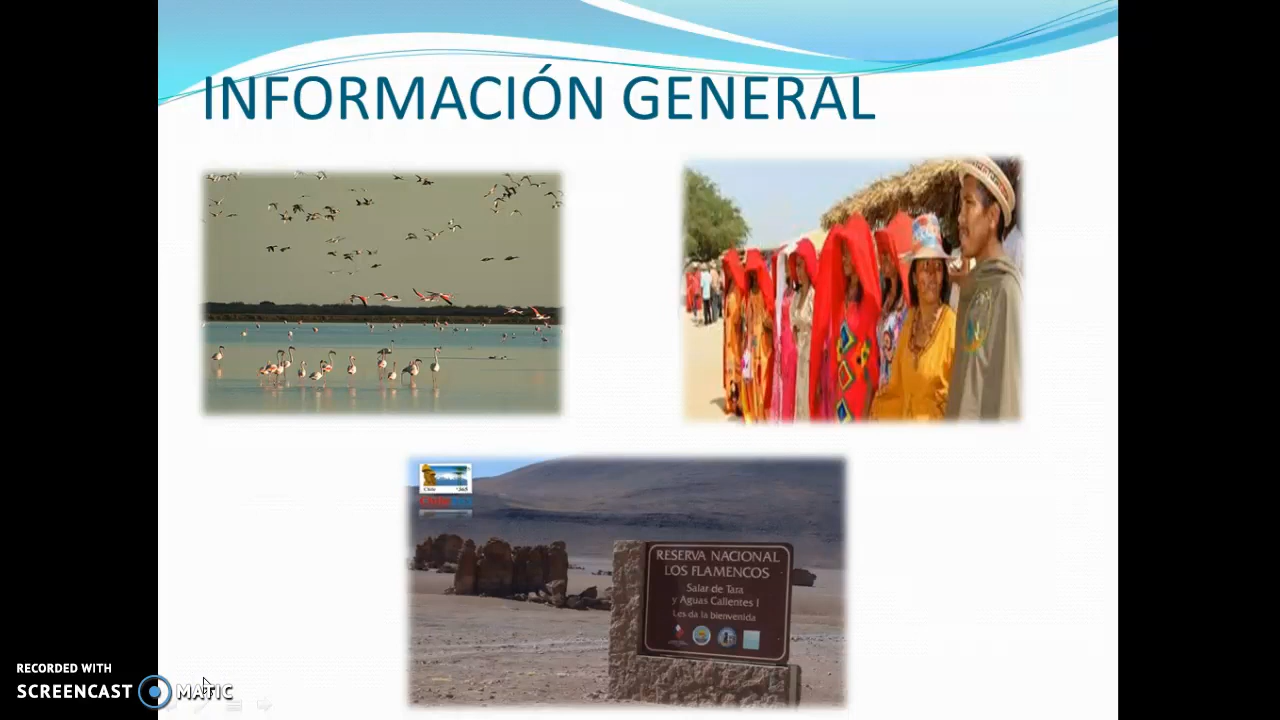 INFORMACIÓN GENERAL
RESERVA NACIONAL
LOS FLAMENCOS
Salar de Tara
y Aguas Calientes I
Les da la bienvenida
RECORDED WITH
SCREENCAST MATIC